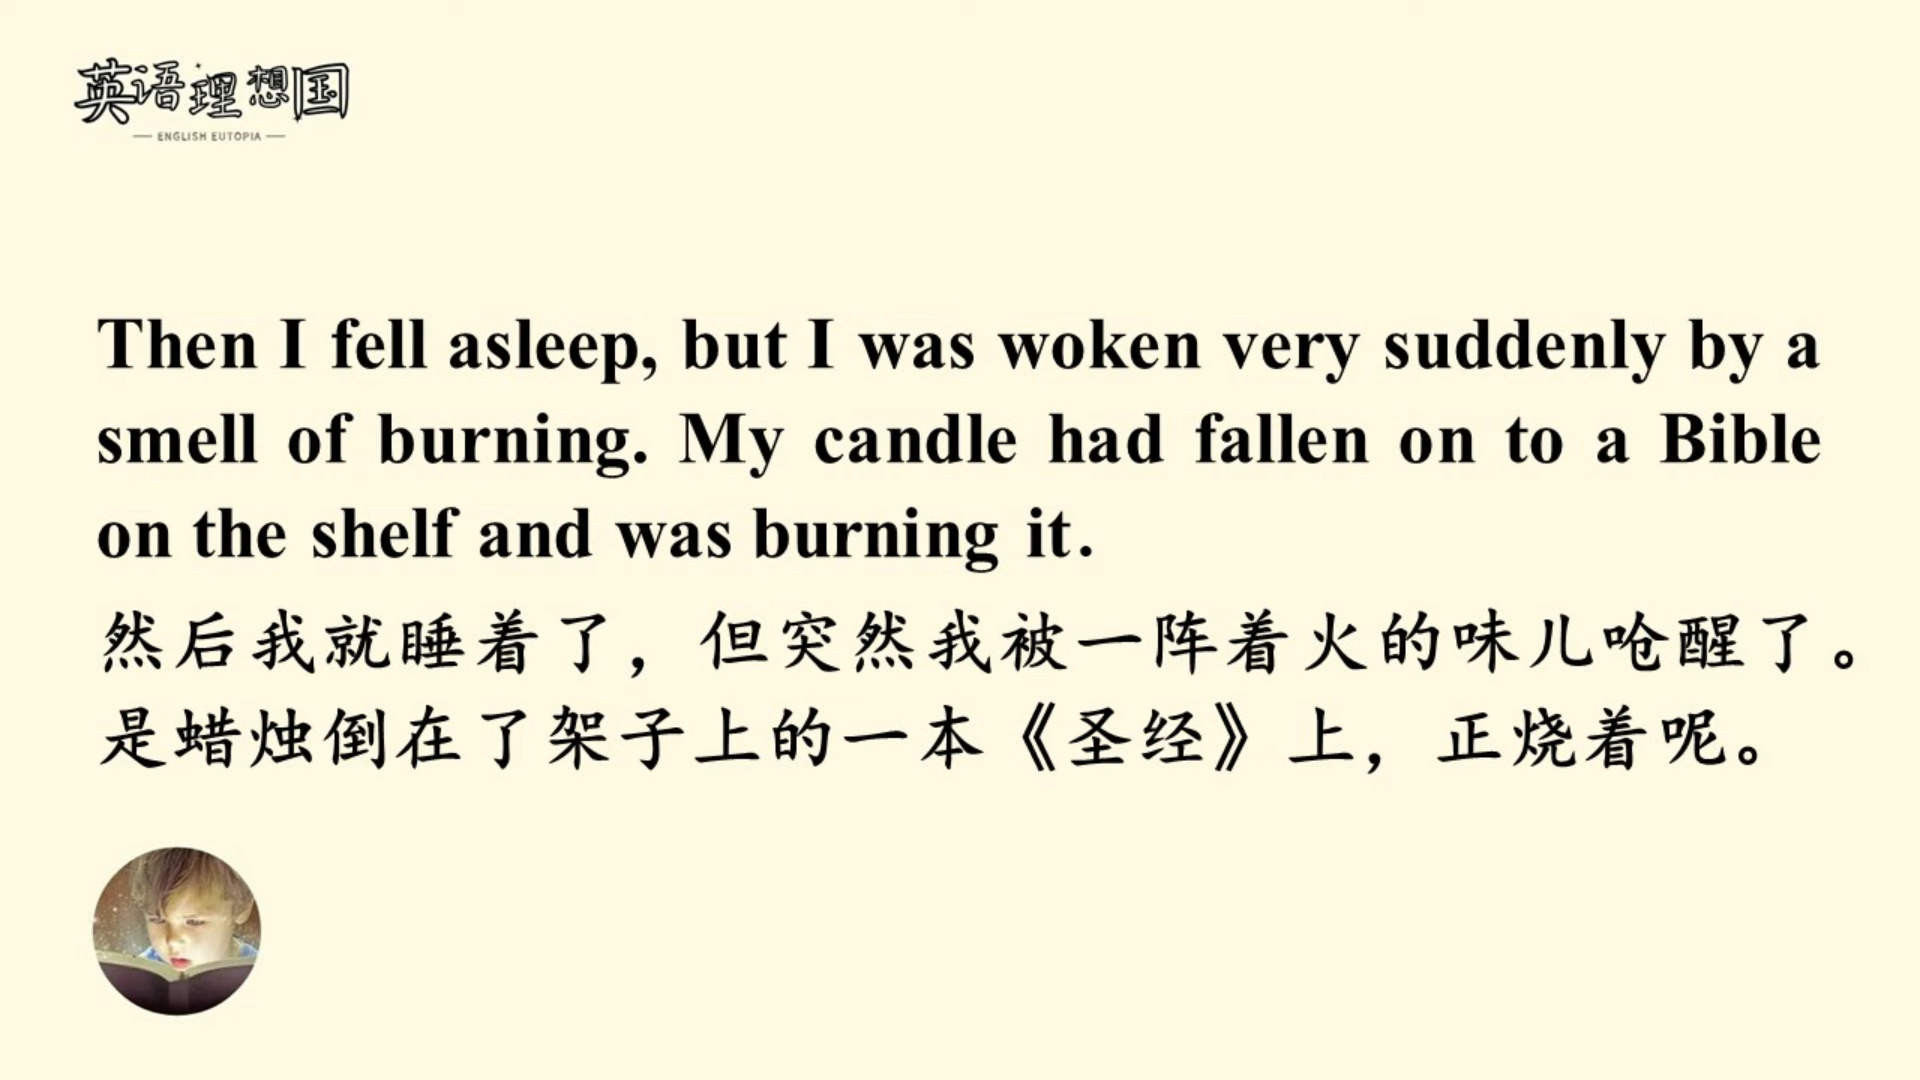 英语理想国
ENGLISH EUTOPIA
Then I fell asleep, but I was woken very suddenly by a
smell of burning. My candle had fallen on to a Bible
on the shelf and was burning it.
然后我就睡着了，但突然我被一阵着火的味儿呛醒了。
是蜡烛倒在了架子上的一本《圣经》上，正烧着呢。